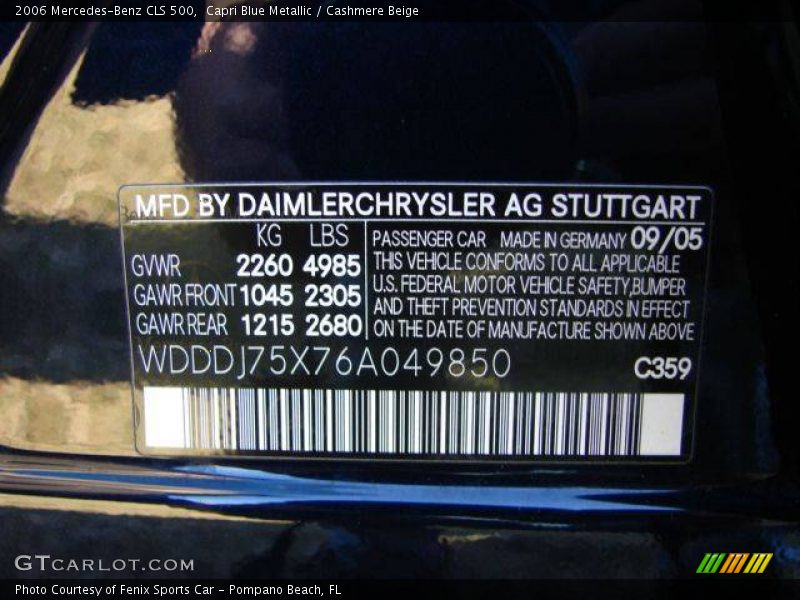 2006 Mercedes-Benz CLS 500, Capri Blue Metallic / Cashmere Beige
MFD BY DAIMLERCHRYSLER AG STUTTGART
KG LBS
GVWR 2260 4985
GAWR FRONT 1045 2305
GAWR REAR 1215 2680
PASSENGER CAR MADE IN GERMANY 09/05
THIS VEHICLE CONFORMS TO ALL APPLICABLE
U.S. FEDERAL MOTOR VEHICLE SAFETY,BUMPER
AND THEFT PREVENTION STANDARDS IN EFFECT
ON THE DATE OF MANUFACTURE SHOWN ABOVE
WDDDJ75X76A049850
C359
GTCARLOT.COM
Photo Courtesy of Fenix Sports Car - Pompano Beach, FL